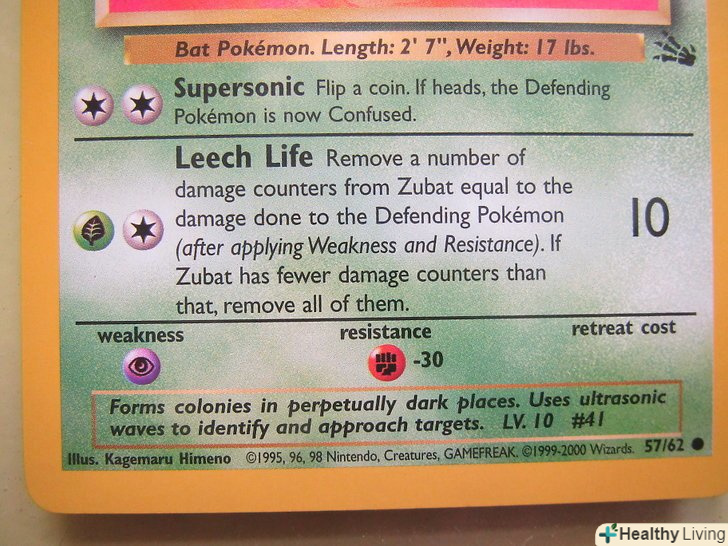 Bat Pokémon. Length: 2' 7", Weight: 17 lbs.
Supersonic Flip a coin. If heads, the Defending
Pokémon is now Confused.
Leech Life Remove a number of
damage counters from Zubat equal to the
damage done to the Defending Pokémon
(after applying Weakness and Resistance). If
Zubat has fewer damage counters than
that, remove all of them.
10
weakness resistance retreat cost
-30
Forms colonies in perpetually dark places. Uses ultrasonic
waves to identify and approach targets. LV. 10 #41
Illus. Kagemaru Himeno ©1995, 96, 98 Nintendo, Creatures, GAMEFREAK. ©1999-2000 Wizards. 57/62
Healthy Living